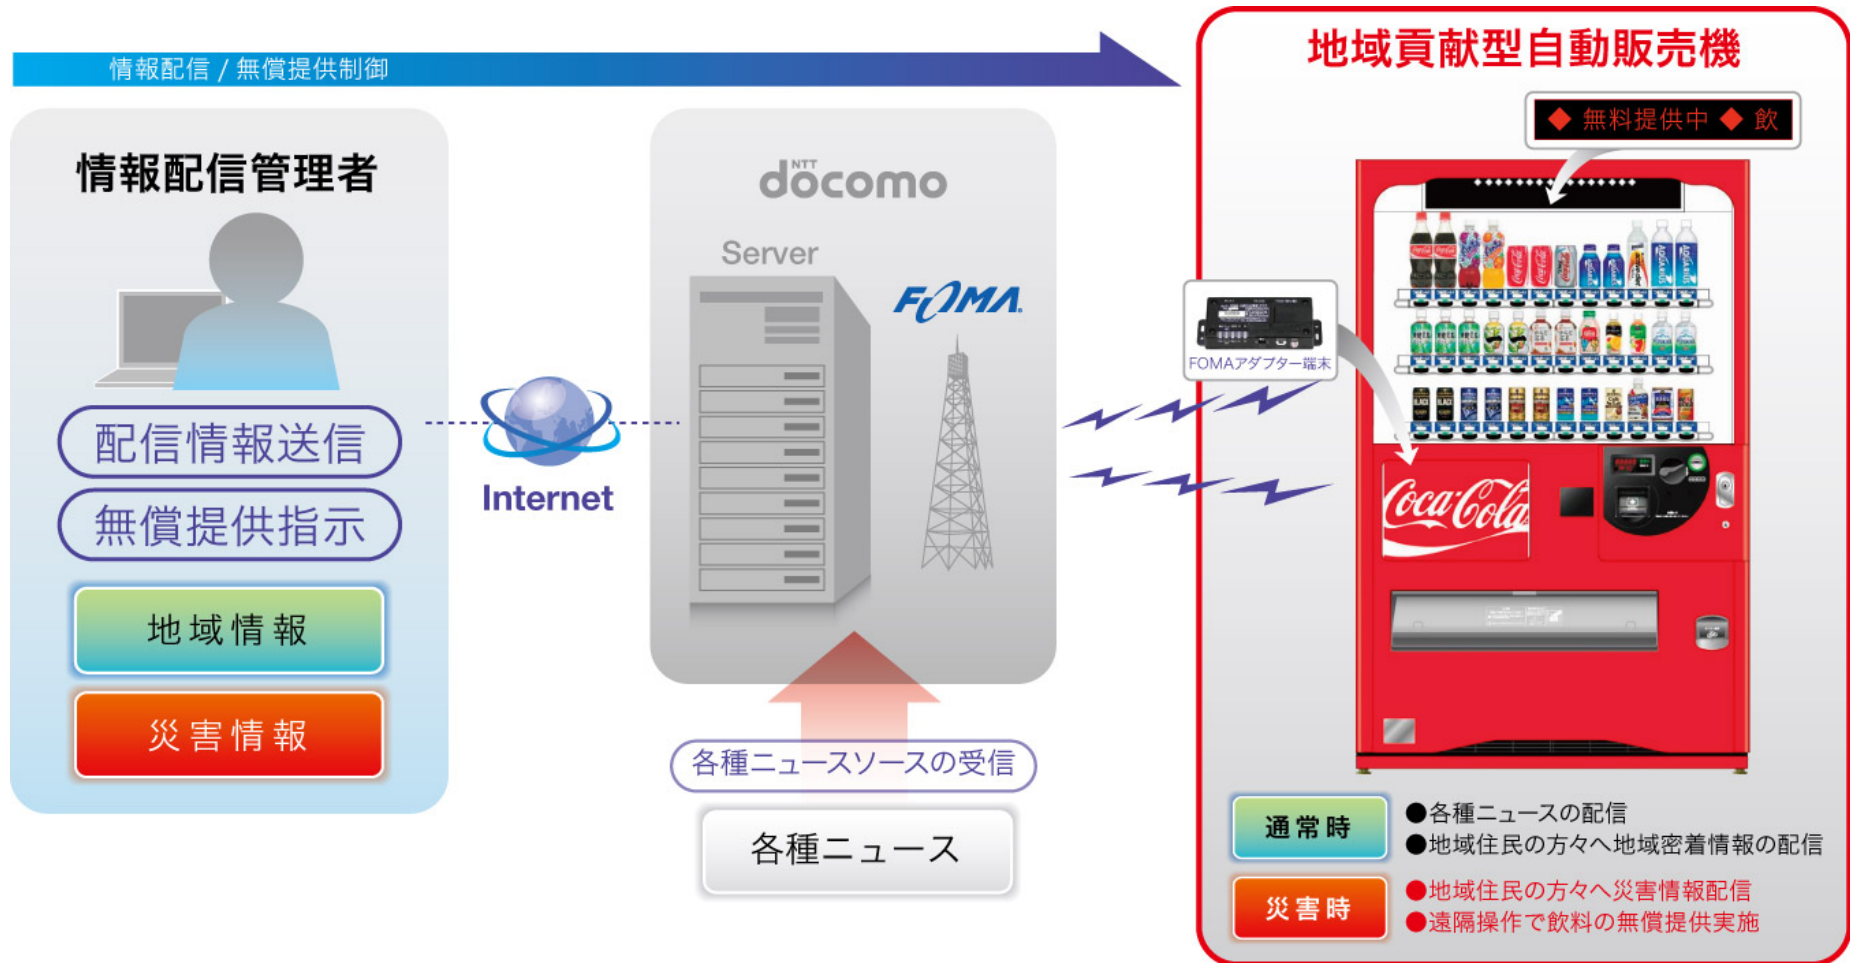 情報配信 / 無償提供制御
情報配信管理者
配信情報送信
無償提供指示
地域情報
災害情報
Internet
NTT
döcomo
Server
FOMA
各種ニュースソースの受信
各種ニュース
地域貢献型自動販売機
◆ 無料提供中 ◆ 飲
FOMAアダプター端末
Coca-Cola
通常時
●各種ニュースの配信
●地域住民の方々へ地域密着情報の配信
災害時
●地域住民の方々へ災害情報配信
●遠隔操作で飲料の無償提供実施